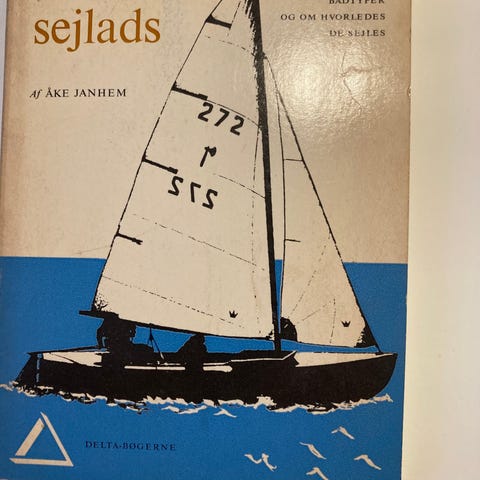 BÅDTYPER
sejlads
OG OM HVORLEDES
DE SEJLES
Af ÅKE JANHEM
272
272
DELTA-BØGERNE